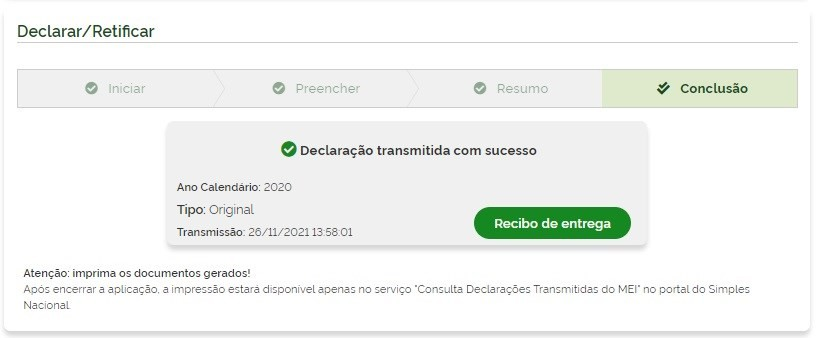 Declarar/Retificar
Iniciar
Preencher
Resumo
Conclusão
Declaração transmitida com sucesso
Ano Calendário: 2020
Tipo: Original
Transmissão: 26/11/2021 13:58:01
Recibo de entrega
Atenção: imprima os documentos gerados!
Após encerrar a aplicação, a impressão estará disponível apenas no serviço "Consulta Declarações Transmitidas do MEI" no portal do Simples
Nacional.